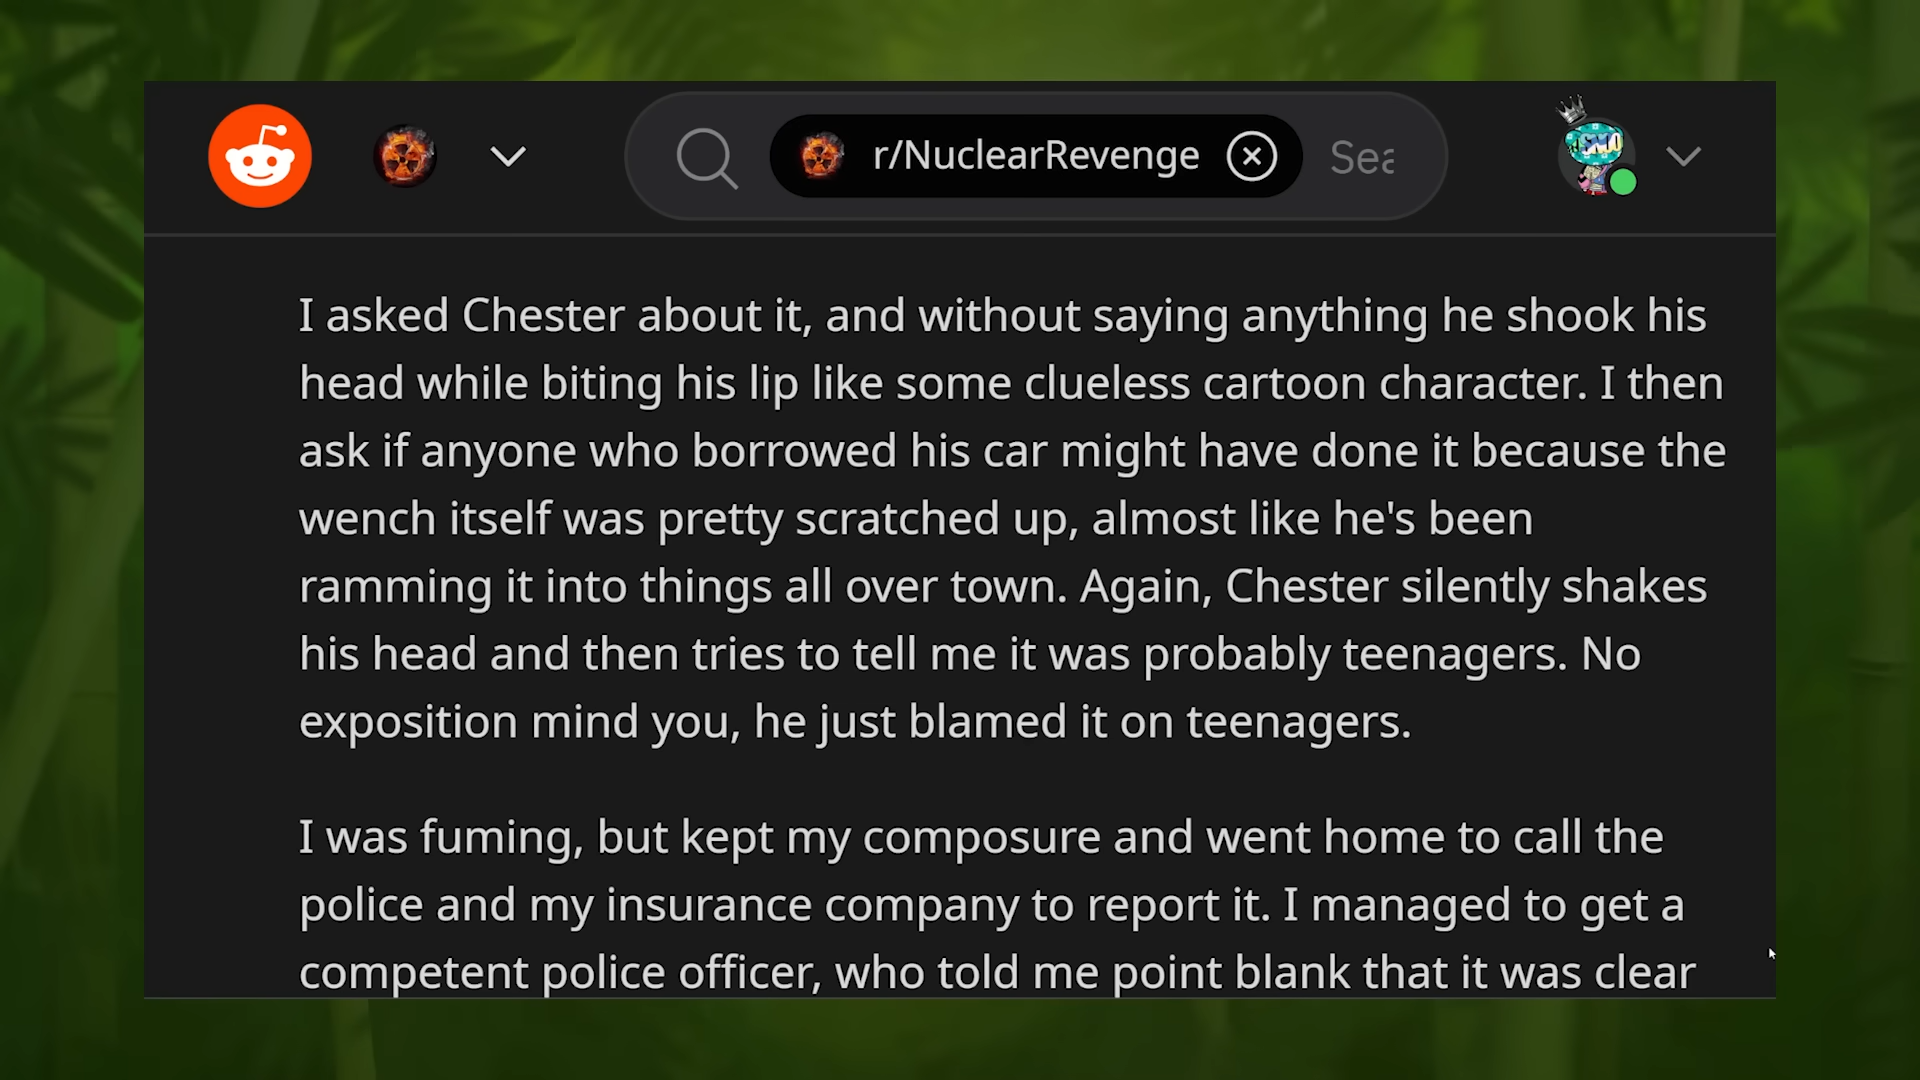 r/NuclearRevenge
Sea
I asked Chester about it, and without saying anything he shook his
head while biting his lip like some clueless cartoon character. I then
ask if anyone who borrowed his car might have done it because the
wench itself was pretty scratched up, almost like he's been
ramming it into things all over town. Again, Chester silently shakes
his head and then tries to tell me it was probably teenagers. No
exposition mind you, he just blamed it on teenagers.
I was fuming, but kept my composure and went home to call the
police and my insurance company to report it. I managed to get a
competent police officer, who told me point blank that it was clear